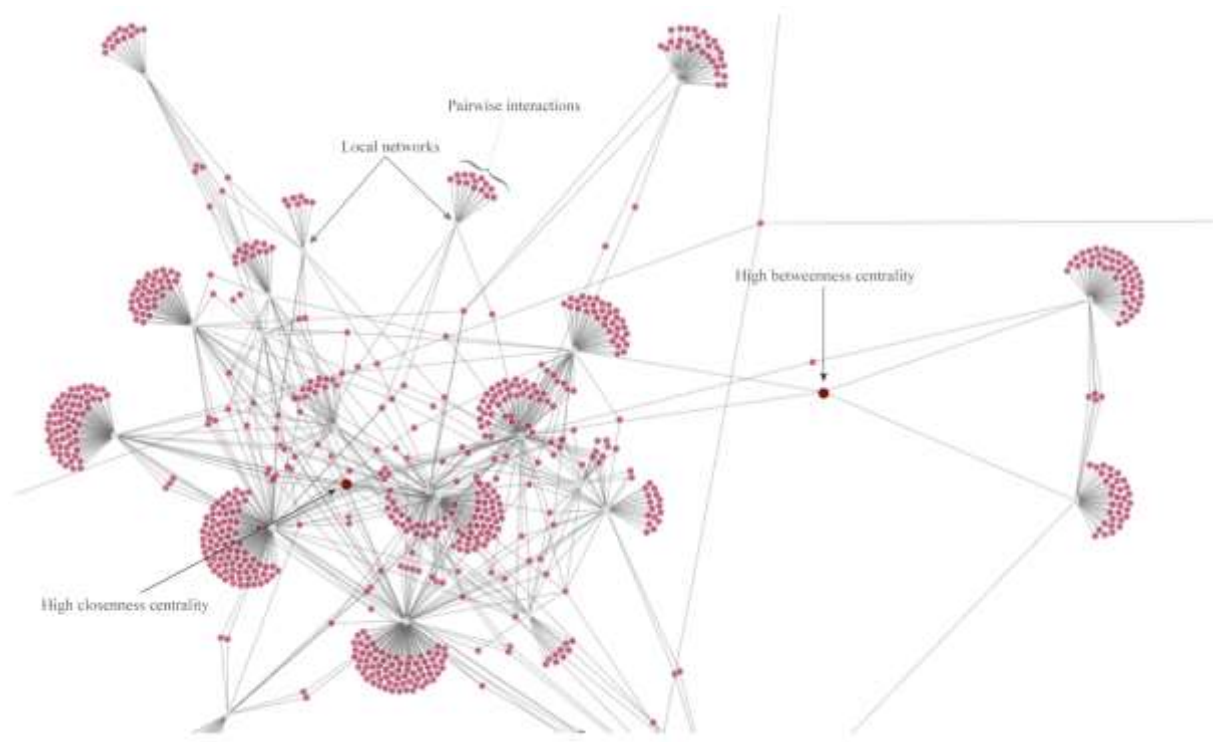 Pairwise interactions
Local networks
High betweenness centrality
High closeness centrality